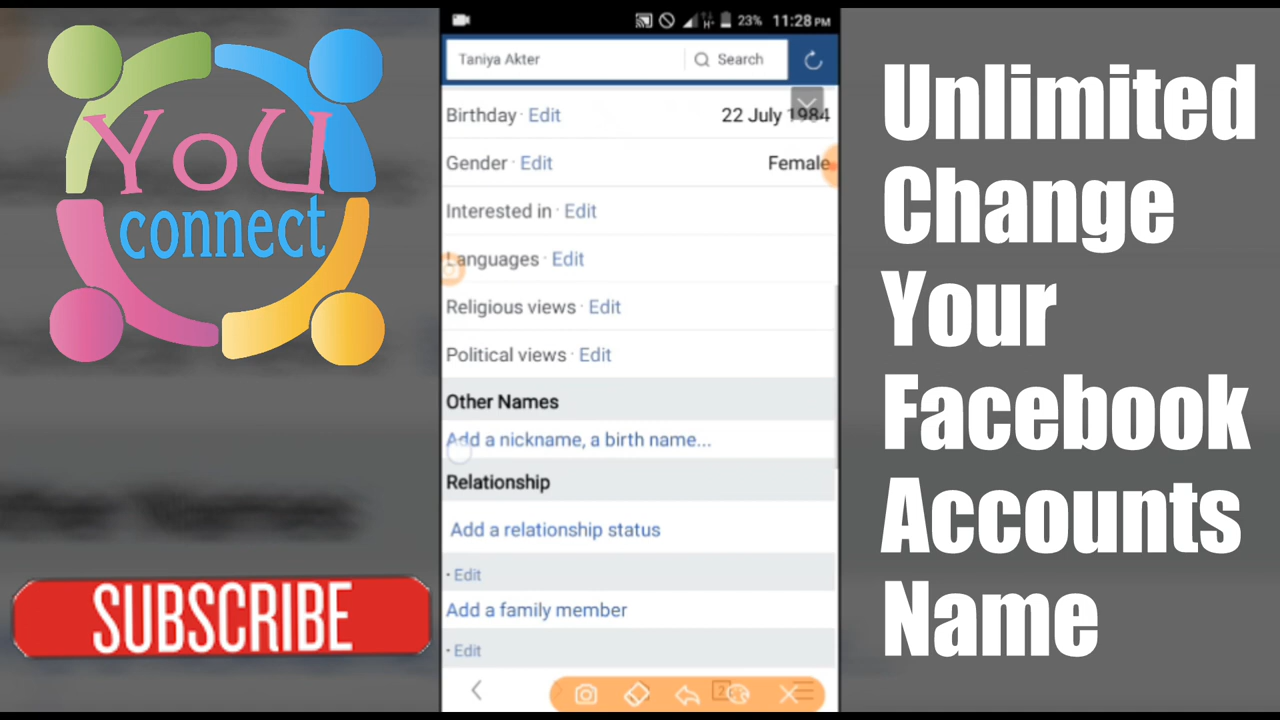 YoU
connect
SUBSCRIBE
23% 11:28 PM
Taniya Akter Search
Birthday · Edit 22 July 1984
Gender · Edit Female
Interested in · Edit
Languages · Edit
Religious views · Edit
Political views · Edit
Other Names
Add a nickname, a birth name...
Relationship
Add a relationship status
· Edit
Add a family member
· Edit
Unlimited
Change
Your
Facebook
Accounts
Name